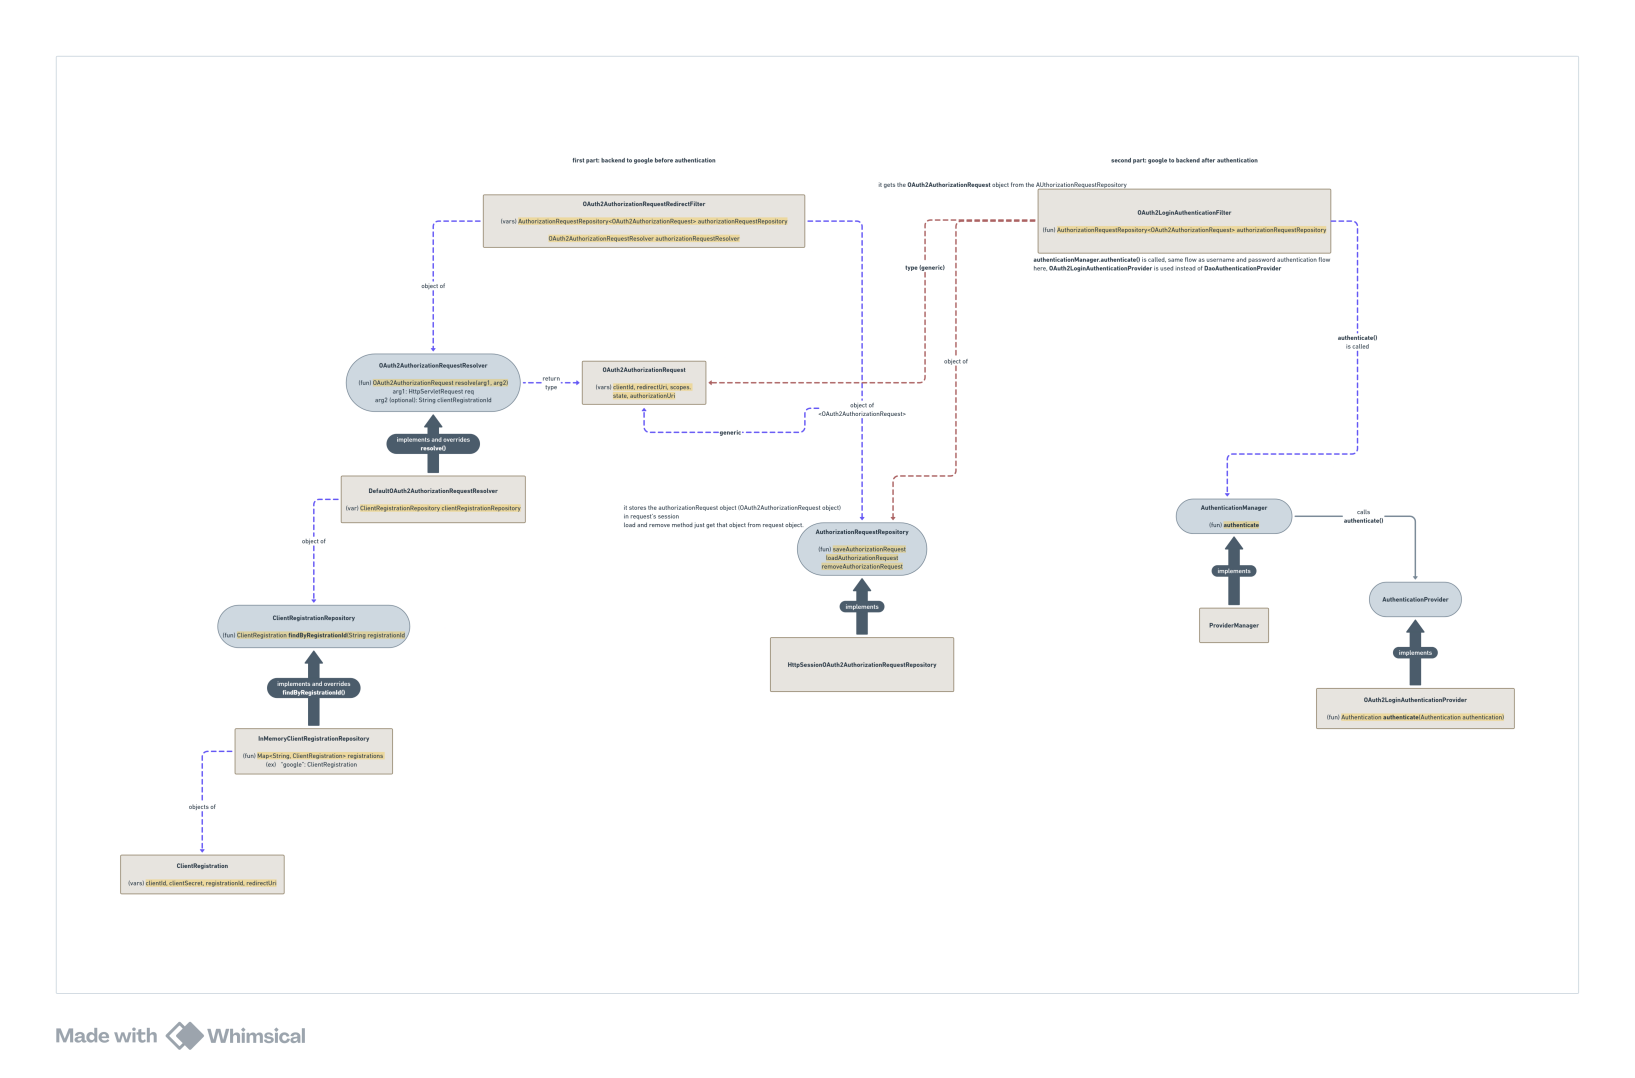 first part: backend to google before authentication
second part: google to backend after authentication
it gets the OAuth2AuthorizationRequest object from the AUthorizationRequestRepository
OAuth2AuthorizationRequestRedirectFilter
(vars) AuthorizationRequestRepository<OAuth2AuthorizationRequest> authorizationRequestRepository
OAuth2AuthorizationRequestResolver authorizationRequestResolver
OAuth2LoginAuthenticationFilter
(fun) AuthorizationRequestRepository<OAuth2AuthorizationRequest> authorizationRequestRepository
authenticationManager.authenticate() is called, same flow as username and password authentication flow
here, OAuth2LoginAuthenticationProvider is used instead of DaoAuthenticationProvider
type (generic)
object of
authenticate()
is called
object of
OAuth2AuthorizationRequestResolver
(fun) OAuth2AuthorizationRequest resolve(arg1, arg2)
arg1: HttpServletRequest req
arg2 (optional): String clientRegistrationId
return
type
OAuth2AuthorizationRequest
(vars) clientId, redirectUri, scopes,
state, authorizationUri
object of
<OAuth2AuthorizationRequest>
generic
implements and overrides
resolve()
DefaultOAuth2AuthorizationRequestResolver
(var) ClientRegistrationRepository clientRegistrationRepository
object of
it stores the authorizationRequest object (OAuth2AuthorizationRequest object)
in request's session
load and remove method just get that object from request object.
AuthorizationRequestRepository
(fun) saveAuthorizationRequest
loadAuthorizationRequest
removeAuthorizationRequest
implements
HttpSessionOAuth2AuthorizationRequestRepository
AuthenticationManager
(fun) authenticate
calls
authenticate()
implements
ProviderManager
AuthenticationProvider
implements
OAuth2LoginAuthenticationProvider
(fun) Authentication authenticate(Authentication authentication)
ClientRegistrationRepository
(fun) ClientRegistration findByRegistrationId(String registrationId
implements and overrides
findByRegistrationId()
InMemoryClientRegistrationRepository
(fun) Map<String, ClientRegistration> registrations
(ex) "google": ClientRegistration
objects of
ClientRegistration
(vars) clientId, clientSecret, registrationId, redirectUri
Made with Whimsical